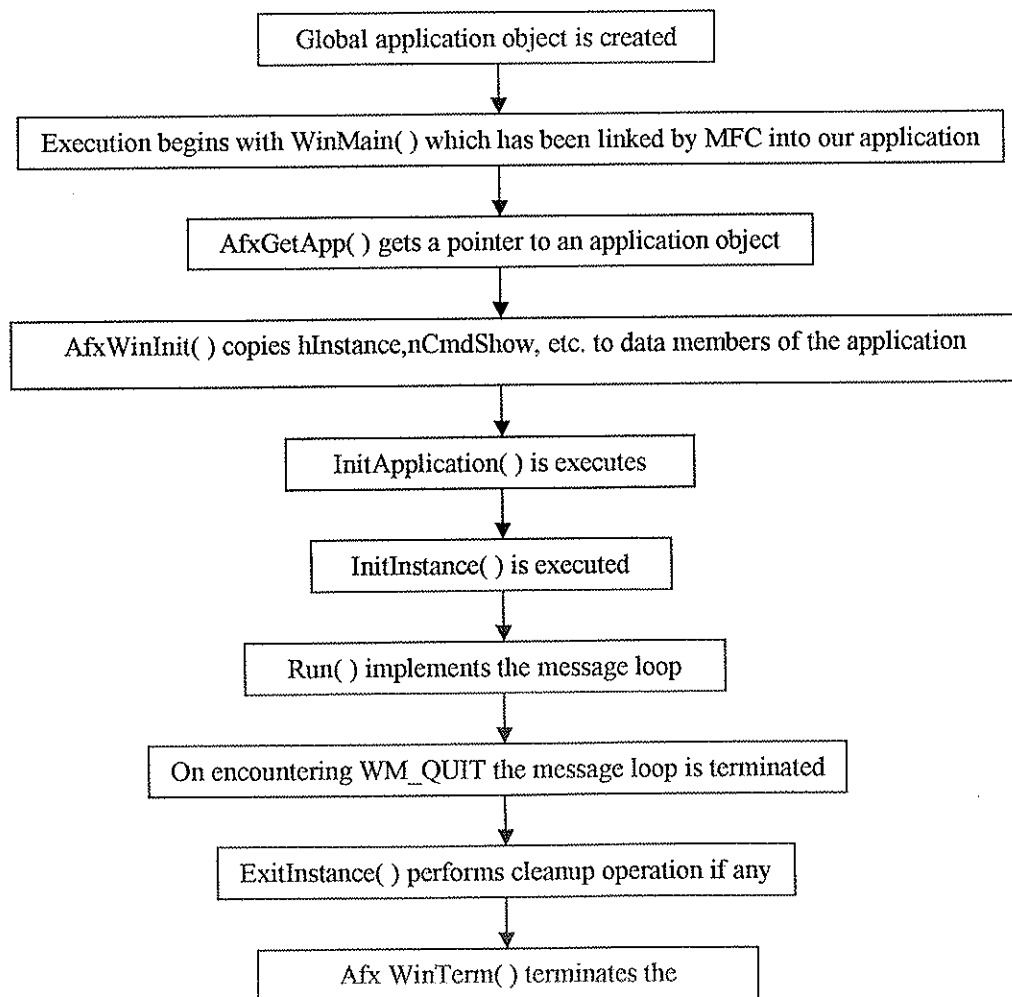 Global application object is created
Execution begins with WinMain( ) which has been linked by MFC into our application
AfxGetApp( ) gets a pointer to an application object
AfxWinInit( ) copies hInstance,nCmdShow, etc. to data members of the application
InitApplication( ) is executes
InitInstance( ) is executed
Run( ) implements the message loop
On encountering WM_QUIT the message loop is terminated
ExitInstance( ) performs cleanup operation if any
Afx WinTerm( ) terminates the